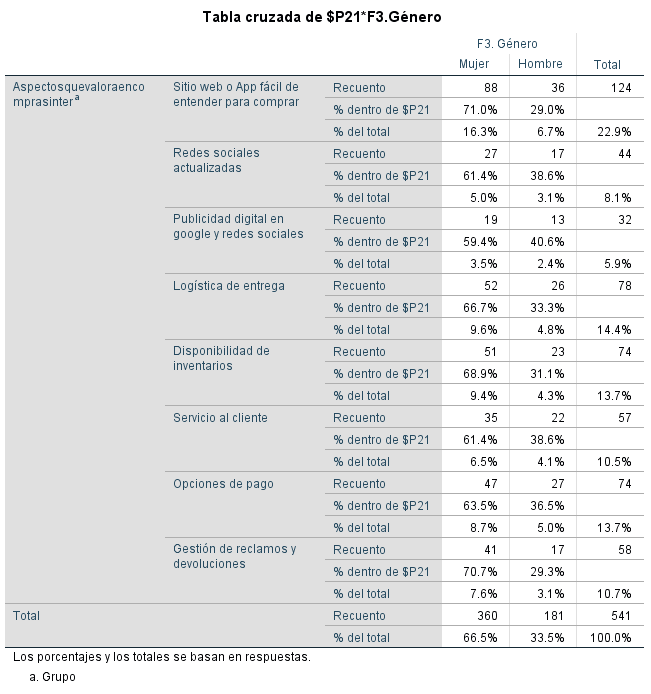 Tabla cruzada de $P21*F3.Género
F3. Género
Mujer Hombre Total
Aspectosquevaloraenco
mprasinterᵃ
Sitio web o App fácil de
entender para comprar
Recuento 88 36 124
% dentro de $P21 71.0% 29.0%
% del total 16.3% 6.7% 22.9%
Redes sociales
actualizadas
Recuento 27 17 44
% dentro de $P21 61.4% 38.6%
% del total 5.0% 3.1% 8.1%
Publicidad digital en
google y redes sociales
Recuento 19 13 32
% dentro de $P21 59.4% 40.6%
% del total 3.5% 2.4% 5.9%
Logística de entrega
Recuento 52 26 78
% dentro de $P21 66.7% 33.3%
% del total 9.6% 4.8% 14.4%
Disponibilidad de
inventarios
Recuento 51 23 74
% dentro de $P21 68.9% 31.1%
% del total 9.4% 4.3% 13.7%
Servicio al cliente
Recuento 35 22 57
% dentro de $P21 61.4% 38.6%
% del total 6.5% 4.1% 10.5%
Opciones de pago
Recuento 47 27 74
% dentro de $P21 63.5% 36.5%
% del total 8.7% 5.0% 13.7%
Gestión de reclamos y
devoluciones
Recuento 41 17 58
% dentro de $P21 70.7% 29.3%
% del total 7.6% 3.1% 10.7%
Total
Recuento 360 181 541
% del total 66.5% 33.5% 100.0%
Los porcentajes y los totales se basan en respuestas.
a. Grupo